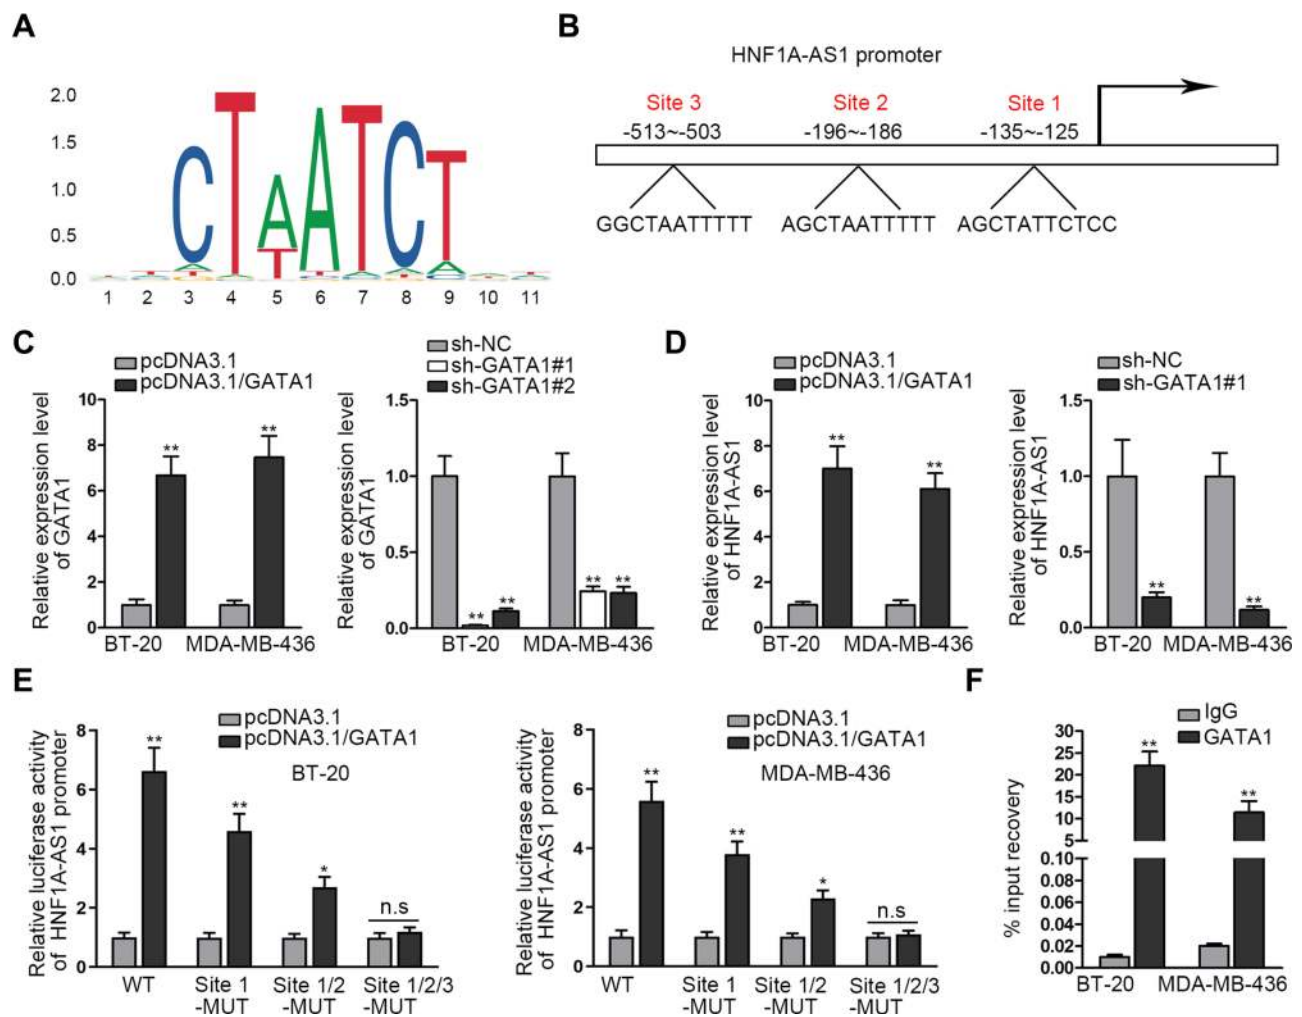 A
2.0
1.5
1.0
0.5
0.0
CTAATCT
T
1 2 3 4 5 6 7 8 9 10 11
B
HNF1A-AS1 promoter
Site 3 Site 2 Site 1
-513~-503 -196~-186 -135~-125
GGCTAATTTTT AGCTAATTTTT AGCTATTCTCC
C
pcDNA3.1
pcDNA3.1/GATA1
Relative expression level
of GATA1
10
8
6
4
2
0
** **
BT-20 MDA-MB-436
sh-NC
sh-GATA1#1
sh-GATA1#2
Relative expression level
of GATA1
1.5
1.0
0.5
0.0
** ** ** **
BT-20 MDA-MB-436
D
pcDNA3.1
pcDNA3.1/GATA1
Relative expression level
of HNF1A-AS1
10
8
6
4
2
0
** **
BT-20 MDA-MB-436
sh-NC
sh-GATA1#1
Relative expression level
of HNF1A-AS1
1.5
1.0
0.5
0.0
** **
BT-20 MDA-MB-436
E
pcDNA3.1
pcDNA3.1/GATA1
BT-20
Relative luciferase activity
of HNF1A-AS1 promoter
8
6
4
2
0
** ** * n.s
WT Site 1 Site 1/2 Site 1/2/3
-MUT -MUT -MUT
pcDNA3.1
pcDNA3.1/GATA1
MDA-MB-436
Relative luciferase activity
of HNF1A-AS1 promoter
8
6
4
2
0
** ** * n.s
WT Site 1 Site 1/2 Site 1/2/3
-MUT -MUT -MUT
F
IgG
GATA1
% input recovery
30
25
20
15
10
5
0.10
0.08
0.06
0.04
0.02
0.00
** **
BT-20 MDA-MB-436